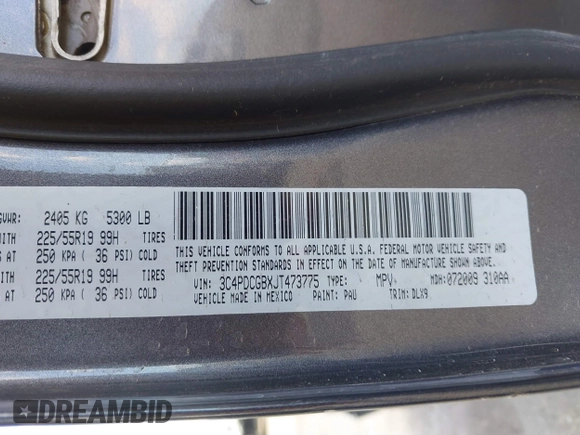 GVWR: 2405 KG 5300 LB
WITH 225/55R19 99H TIRES
AT 250 KPA ( 36 PSI) COLD
WITH 225/55R19 99H TIRES
S AT 250 KPA ( 36 PSI) COLD
THIS VEHICLE CONFORMS TO ALL APPLICABLE U.S.A. FEDERAL MOTOR VEHICLE SAFETY AND
THEFT PREVENTION STANDARDS IN EFFECT ON THE DATE OF MANUFACTURE SHOWN ABOVE.
VIN: 3C4PDCGBXJT473775 TYPE: MPV MDH:072009 310AA
VEHICLE MADE IN MEXICO PAINT: PAU TRIM: DLX9
DREAMBID